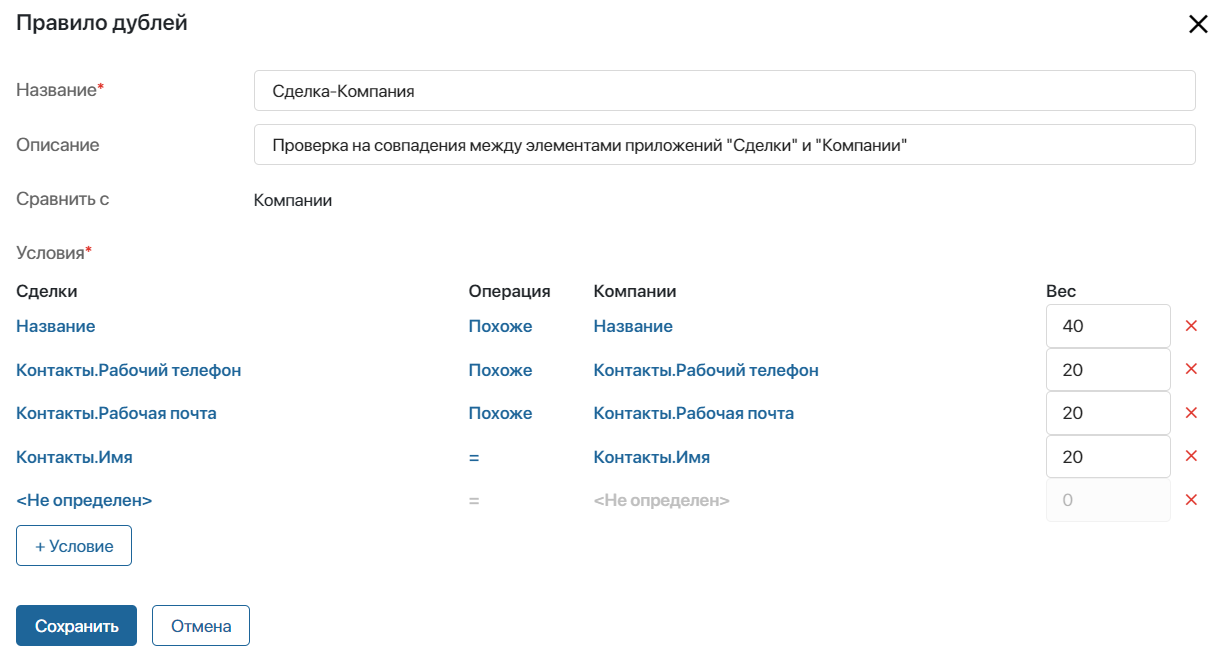 Правило дублей
Название* Сделка-Компания
Описание Проверка на совпадения между элементами приложений "Сделки" и "Компании"
Сравнить с Компании
Условия*
Сделки Операция Компании Вес
Название Похоже Название 40
Контакты.Рабочий телефон Похоже Контакты.Рабочий телефон 20
Контакты.Рабочая почта Похоже Контакты.Рабочая почта 20
Контакты.Имя = Контакты.Имя 20
<Не определен> = <Не определен> 0
+ Условие
Сохранить Отмена